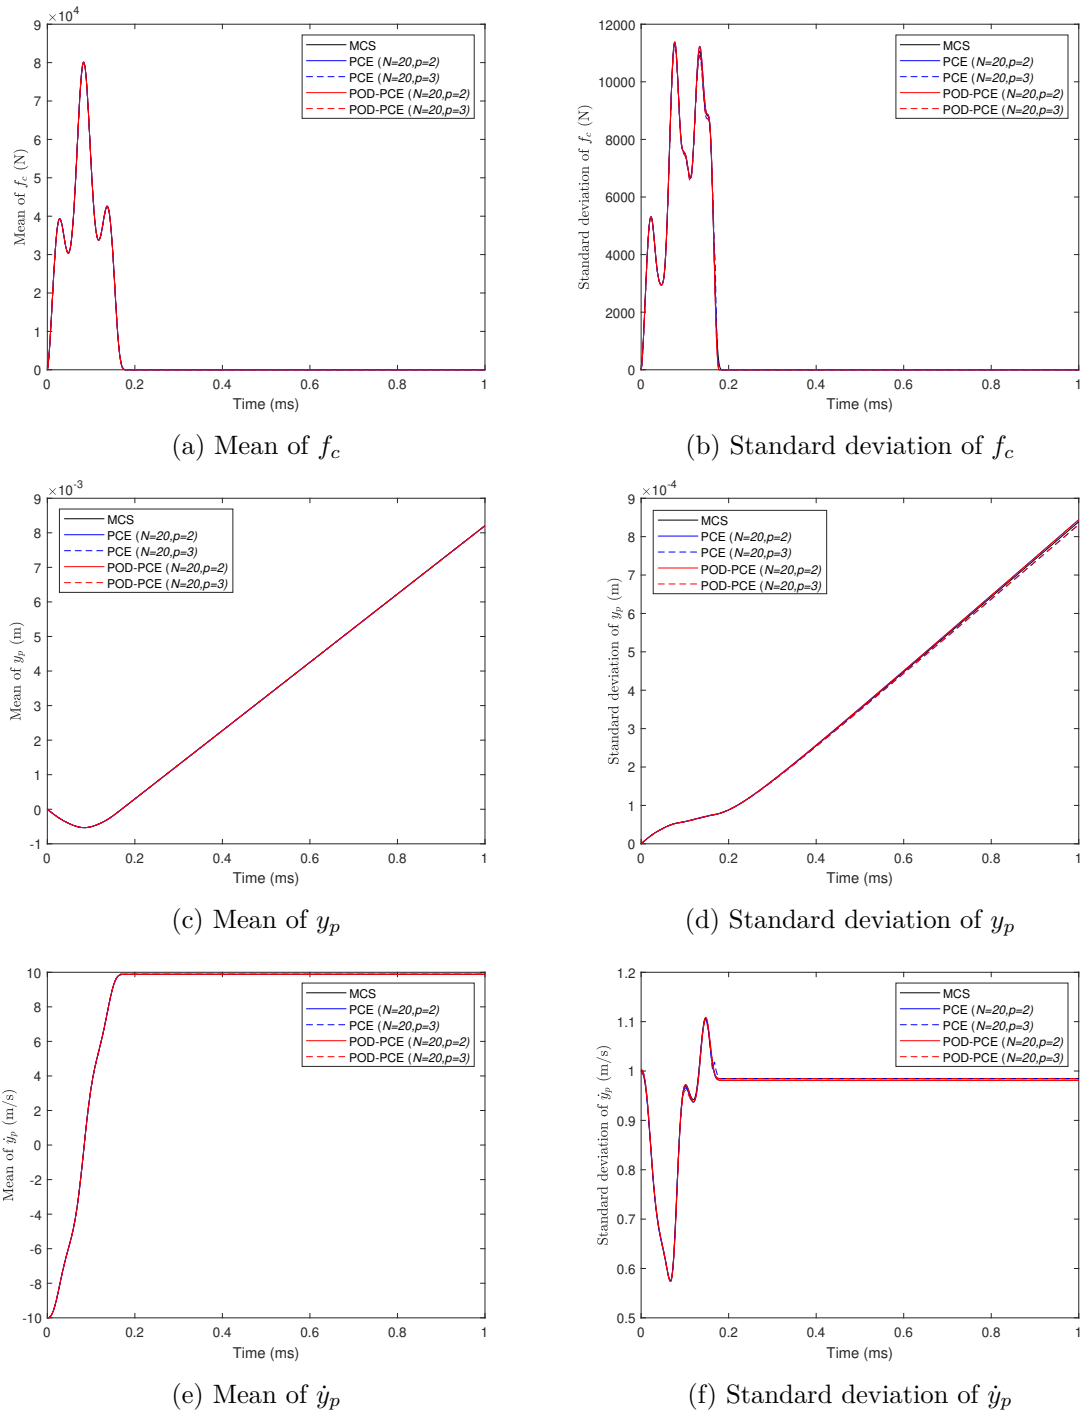 ×10⁴
9
8
7
6
5
4
3
2
1
0
Mean of f_c (N)
MCS
PCE (N=20,p=2)
PCE (N=20,p=3)
POD-PCE (N=20,p=2)
POD-PCE (N=20,p=3)
0 0.2 0.4 0.6 0.8 1
Time (ms)
(a) Mean of f_c
12000
10000
8000
6000
4000
2000
0
Standard deviation of f_c (N)
MCS
PCE (N=20,p=2)
PCE (N=20,p=3)
POD-PCE (N=20,p=2)
POD-PCE (N=20,p=3)
0 0.2 0.4 0.6 0.8 1
Time (ms)
(b) Standard deviation of f_c
×10⁻³
9
8
7
6
5
4
3
2
1
0
-1
Mean of y_p (m)
MCS
PCE (N=20,p=2)
PCE (N=20,p=3)
POD-PCE (N=20,p=2)
POD-PCE (N=20,p=3)
0 0.2 0.4 0.6 0.8 1
Time (ms)
(c) Mean of y_p
×10⁻⁴
9
8
7
6
5
4
3
2
1
0
Standard deviation of y_p (m)
MCS
PCE (N=20,p=2)
PCE (N=20,p=3)
POD-PCE (N=20,p=2)
POD-PCE (N=20,p=3)
0 0.2 0.4 0.6 0.8 1
Time (ms)
(d) Standard deviation of y_p
10
8
6
4
2
0
-2
-4
-6
-8
-10
Mean of ẏ_p (m/s)
MCS
PCE (N=20,p=2)
PCE (N=20,p=3)
POD-PCE (N=20,p=2)
POD-PCE (N=20,p=3)
0 0.2 0.4 0.6 0.8 1
Time (ms)
(e) Mean of ẏ_p
1.2
1.1
1
0.9
0.8
0.7
0.6
0.5
Standard deviation of ẏ_p (m/s)
MCS
PCE (N=20,p=2)
PCE (N=20,p=3)
POD-PCE (N=20,p=2)
POD-PCE (N=20,p=3)
0 0.2 0.4 0.6 0.8 1
Time (ms)
(f) Standard deviation of ẏ_p